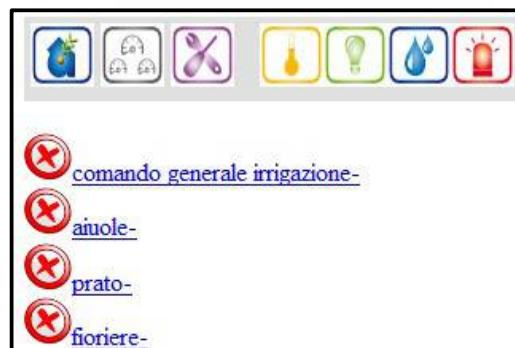 comando generale irrigazione-
aiuole-
prato-
fioriere-